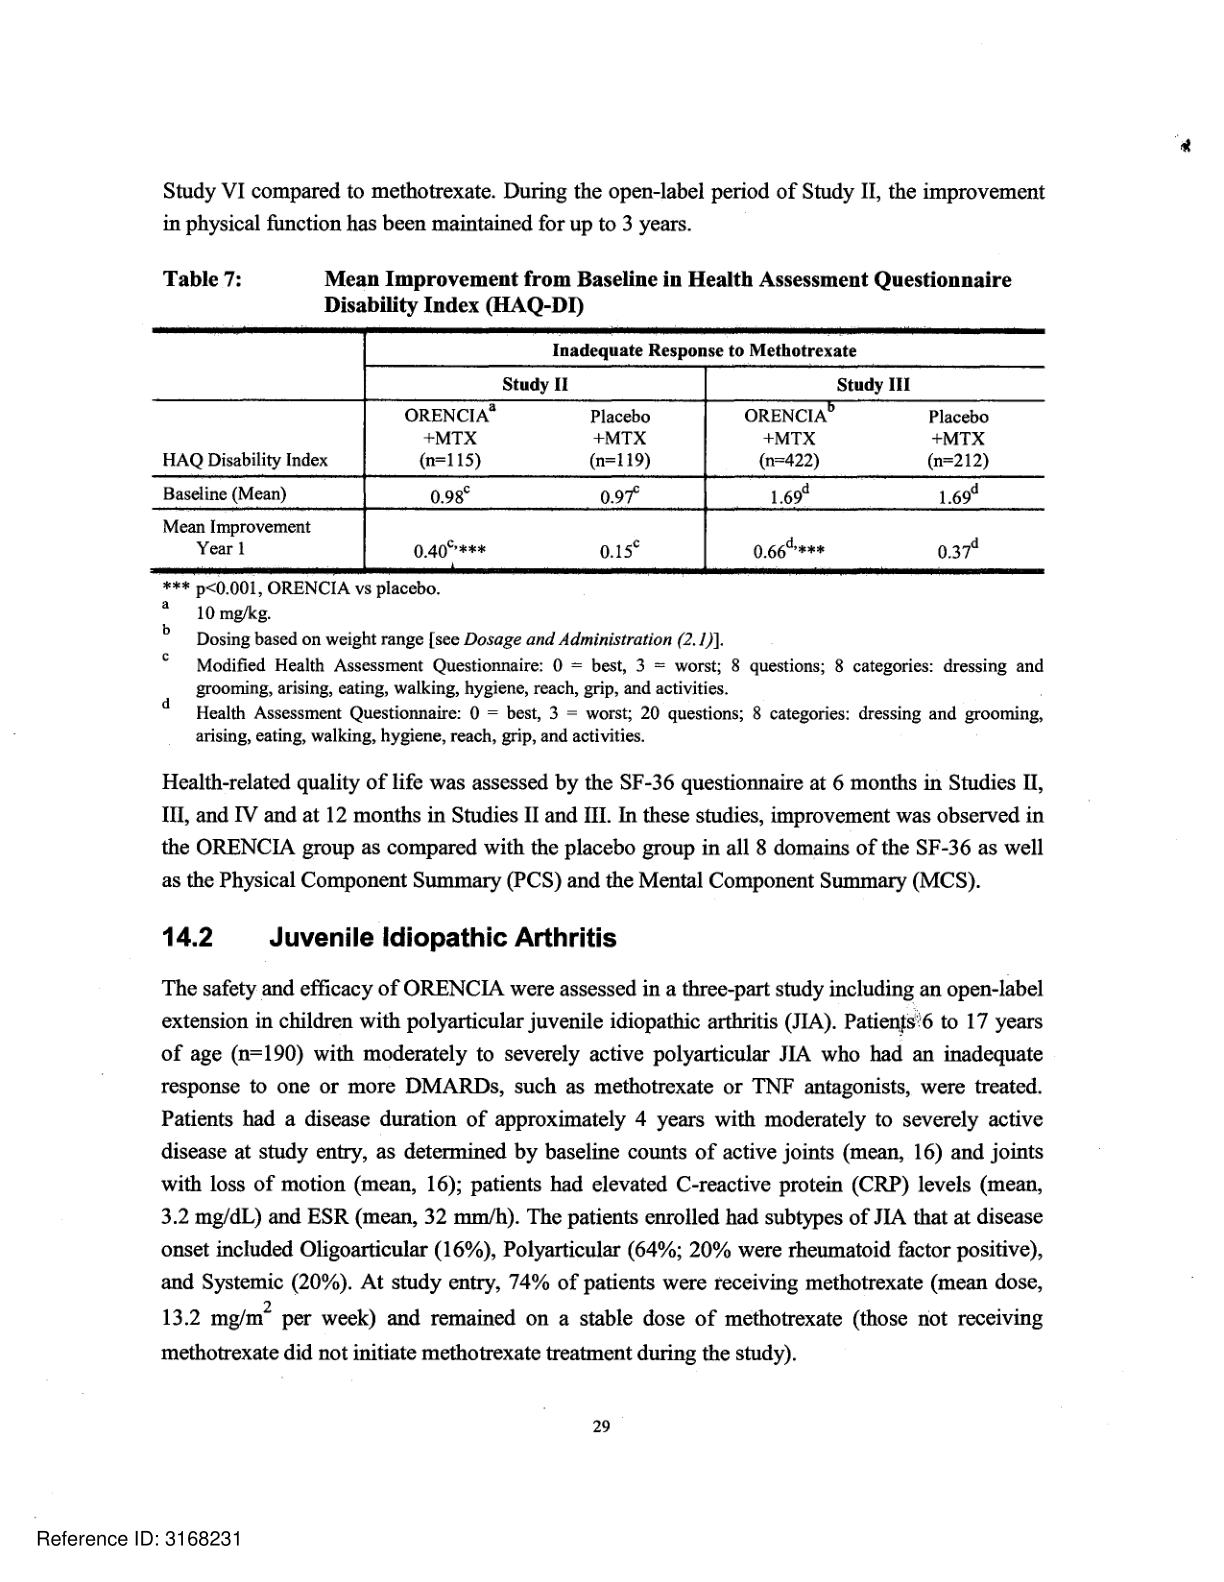 Study VI compared to methotrexate. During the open-label period of Study II, the improvement
in physical function has been maintained for up to 3 years.
Table 7: Mean Improvement from Baseline in Health Assessment Questionnaire
Disability Index (HAQ-DI)
Inadequate Response to Methotrexate
Study II Study III
ORENCIAᵃ Placebo ORENCIAᵇ Placebo
+MTX +MTX +MTX +MTX
HAQ Disability Index (n=115) (n=119) (n=422) (n=212)
Baseline (Mean) 0.98ᶜ 0.97ᶜ 1.69ᵈ 1.69ᵈ
Mean Improvement
Year 1 0.40ᶜ,*** 0.15ᶜ 0.66ᵈ,*** 0.37ᵈ
*** p<0.001, ORENCIA vs placebo.
a 10 mg/kg.
b Dosing based on weight range [see Dosage and Administration (2.1)].
c Modified Health Assessment Questionnaire: 0 = best, 3 = worst; 8 questions; 8 categories: dressing and
grooming, arising, eating, walking, hygiene, reach, grip, and activities.
d Health Assessment Questionnaire: 0 = best, 3 = worst; 20 questions; 8 categories: dressing and grooming,
arising, eating, walking, hygiene, reach, grip, and activities.
Health-related quality of life was assessed by the SF-36 questionnaire at 6 months in Studies II,
III, and IV and at 12 months in Studies II and III. In these studies, improvement was observed in
the ORENCIA group as compared with the placebo group in all 8 domains of the SF-36 as well
as the Physical Component Summary (PCS) and the Mental Component Summary (MCS).
14.2 Juvenile Idiopathic Arthritis
The safety and efficacy of ORENCIA were assessed in a three-part study including an open-label
extension in children with polyarticular juvenile idiopathic arthritis (JIA). Patients 6 to 17 years
of age (n=190) with moderately to severely active polyarticular JIA who had an inadequate
response to one or more DMARDs, such as methotrexate or TNF antagonists, were treated.
Patients had a disease duration of approximately 4 years with moderately to severely active
disease at study entry, as determined by baseline counts of active joints (mean, 16) and joints
with loss of motion (mean, 16); patients had elevated C-reactive protein (CRP) levels (mean,
3.2 mg/dL) and ESR (mean, 32 mm/h). The patients enrolled had subtypes of JIA that at disease
onset included Oligoarticular (16%), Polyarticular (64%; 20% were rheumatoid factor positive),
and Systemic (20%). At study entry, 74% of patients were receiving methotrexate (mean dose,
13.2 mg/m² per week) and remained on a stable dose of methotrexate (those not receiving
methotrexate did not initiate methotrexate treatment during the study).
29
Reference ID: 3168231